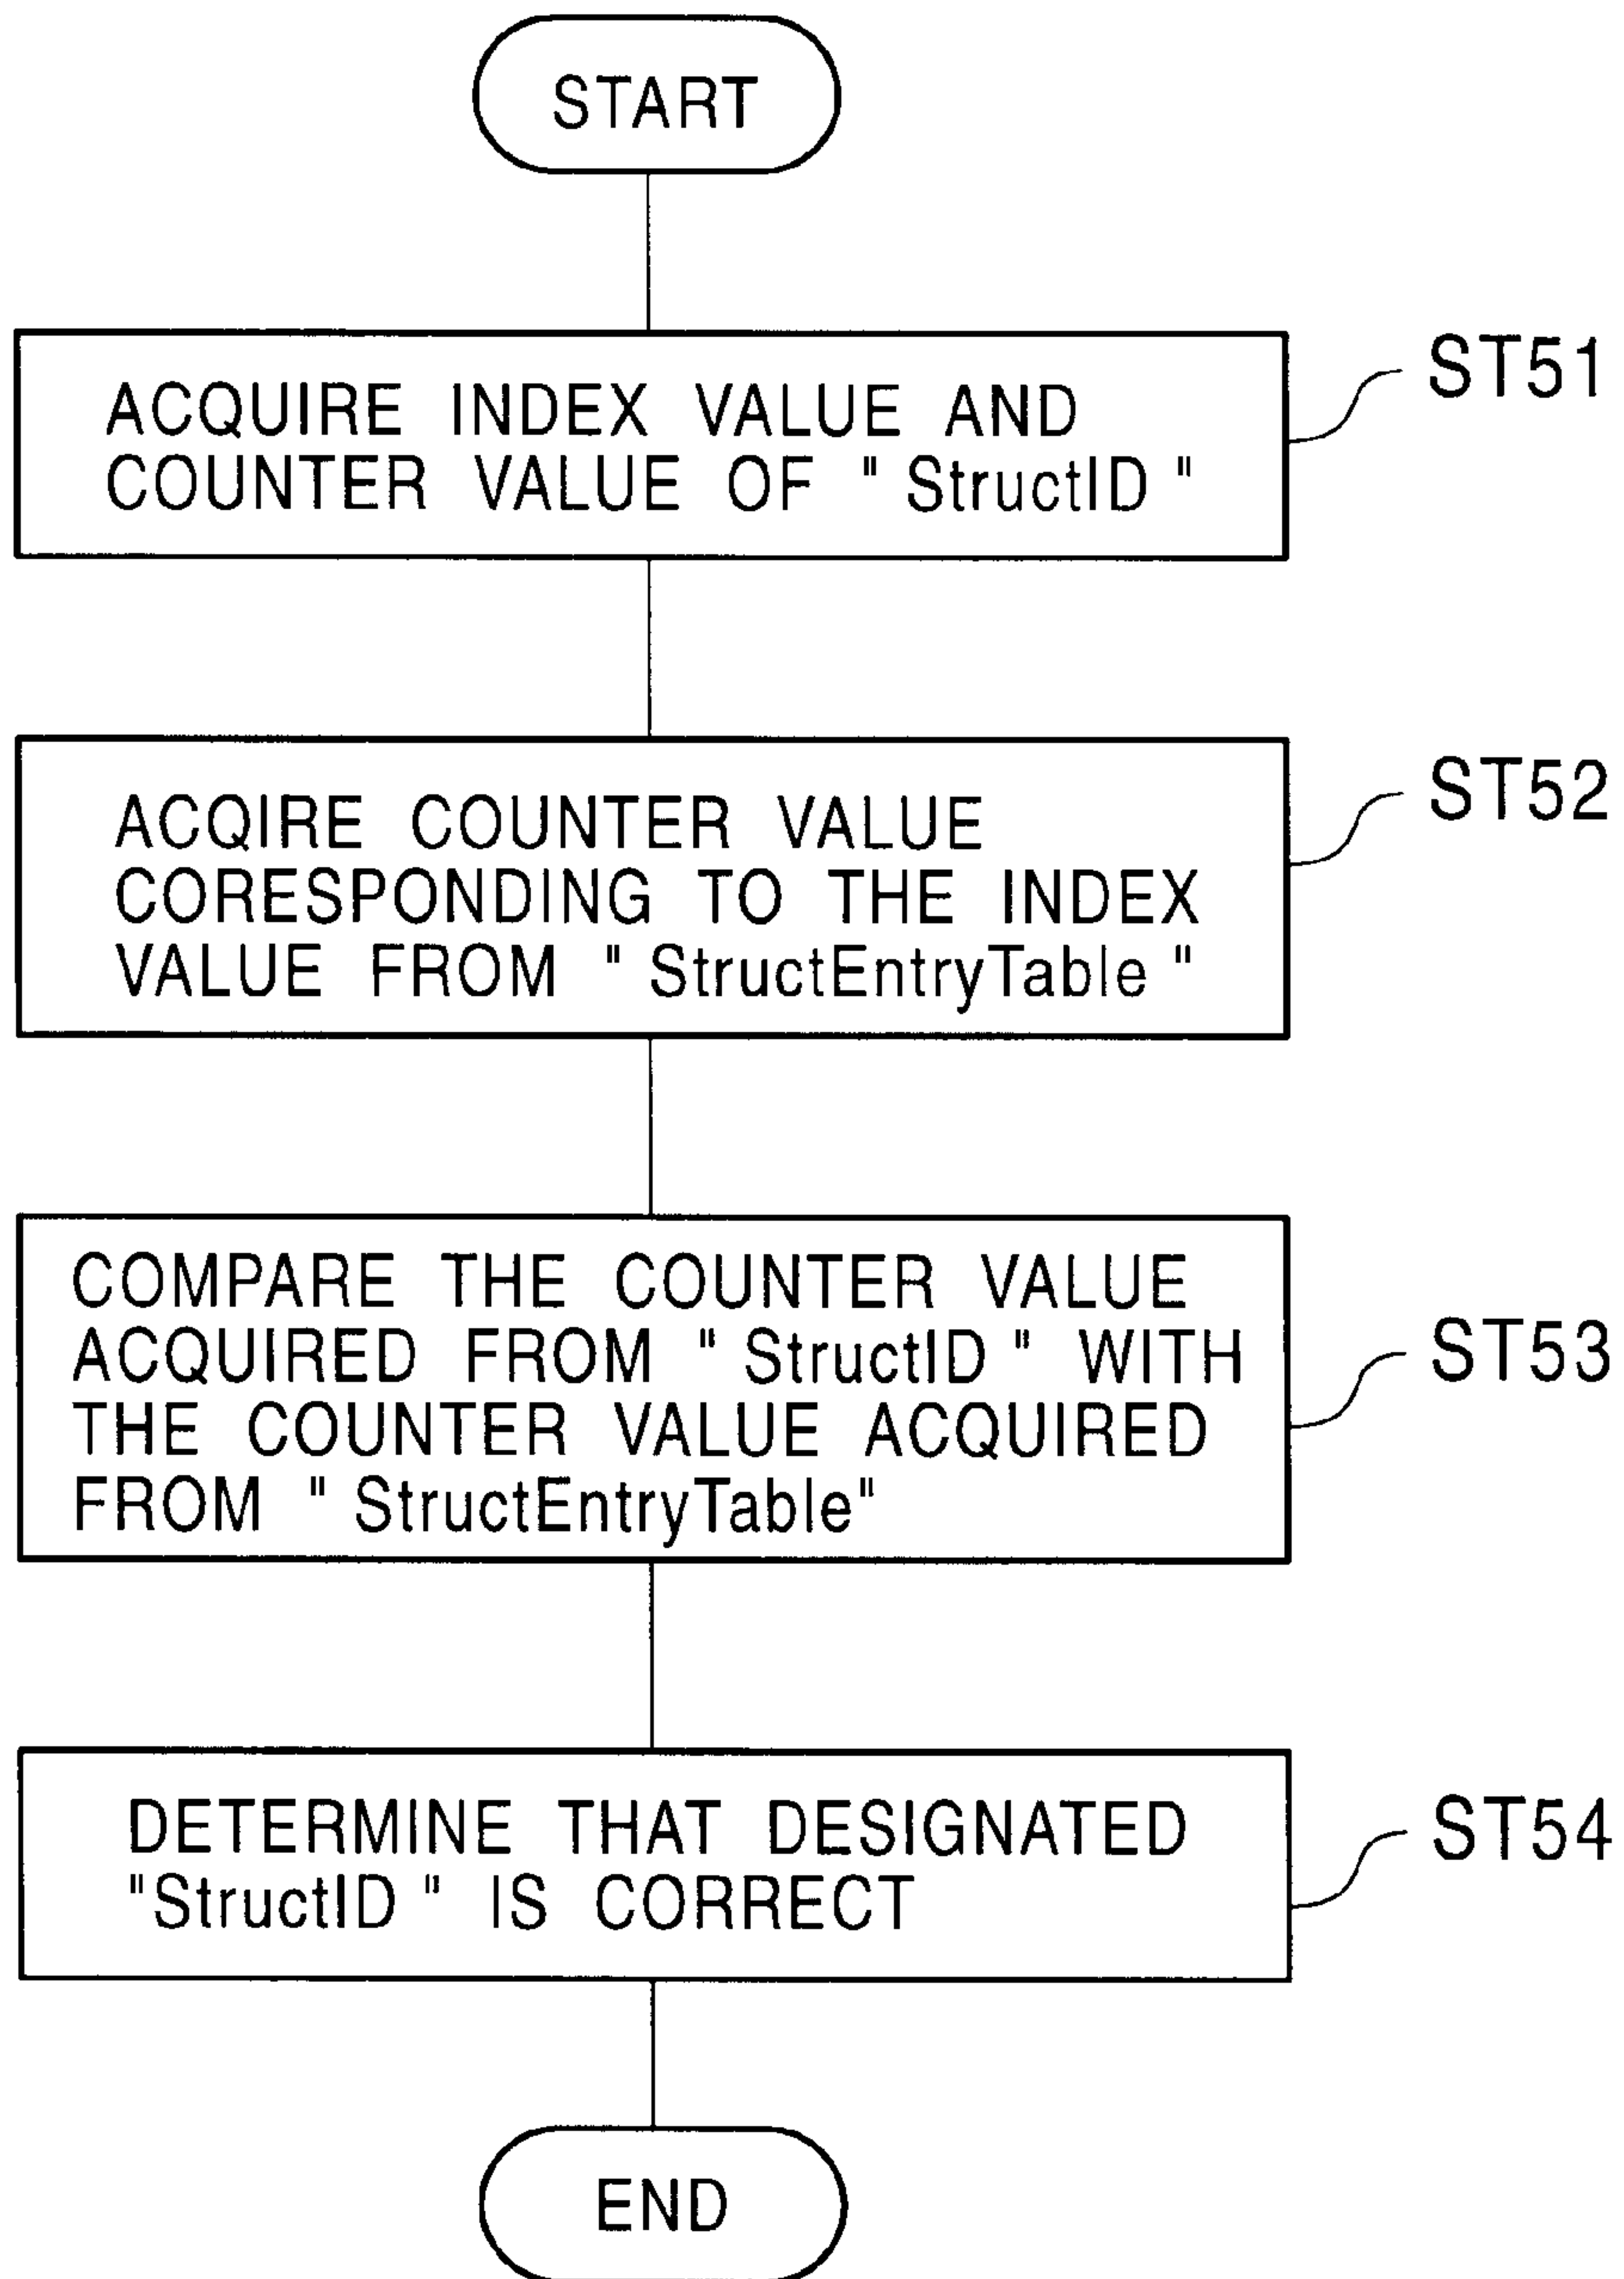 START
ACQUIRE INDEX VALUE AND
COUNTER VALUE OF " StructID "
ST51
ACQIRE COUNTER VALUE
CORESPONDING TO THE INDEX
VALUE FROM " StructEntryTable "
ST52
COMPARE THE COUNTER VALUE
ACQUIRED FROM " StructID " WITH
THE COUNTER VALUE ACQUIRED
FROM " StructEntryTable"
ST53
DETERMINE THAT DESIGNATED
"StructID " IS CORRECT
ST54
END